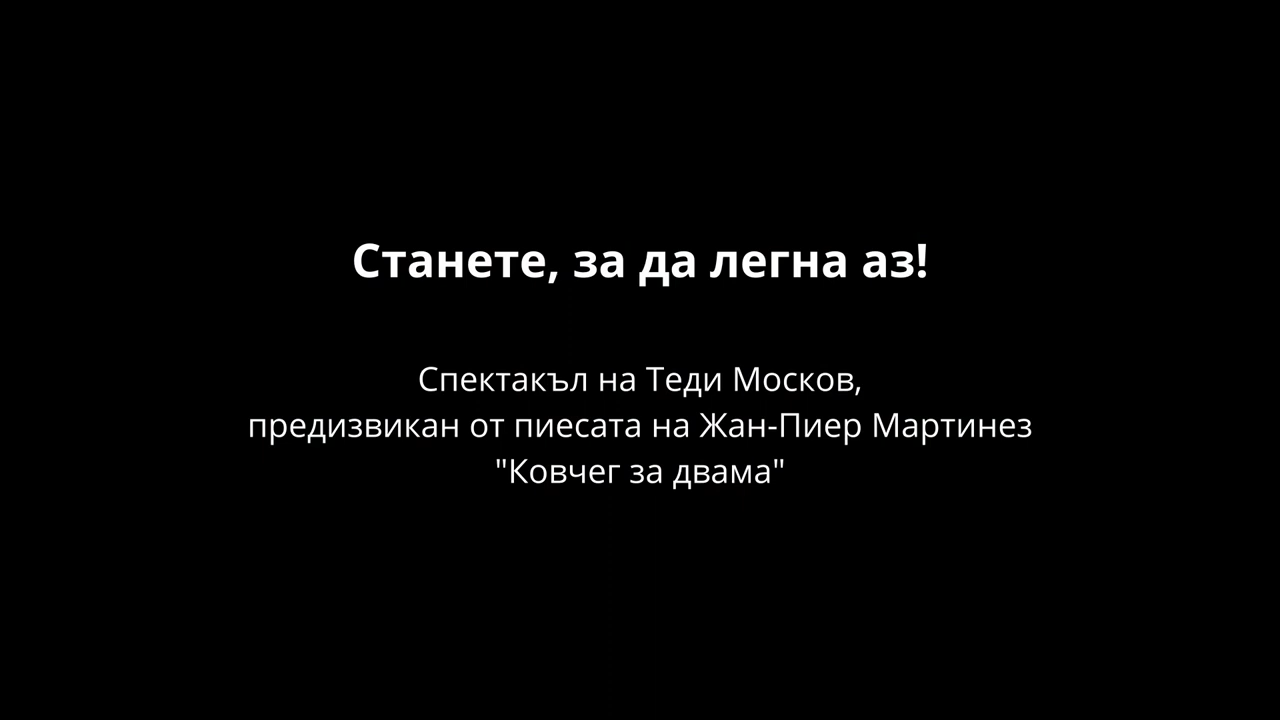 Станете, за да легна аз!
Спектакъл на Теди Москов,
предизвикан от пиесата на Жан-Пиер Мартинез
"Ковчег за двама"